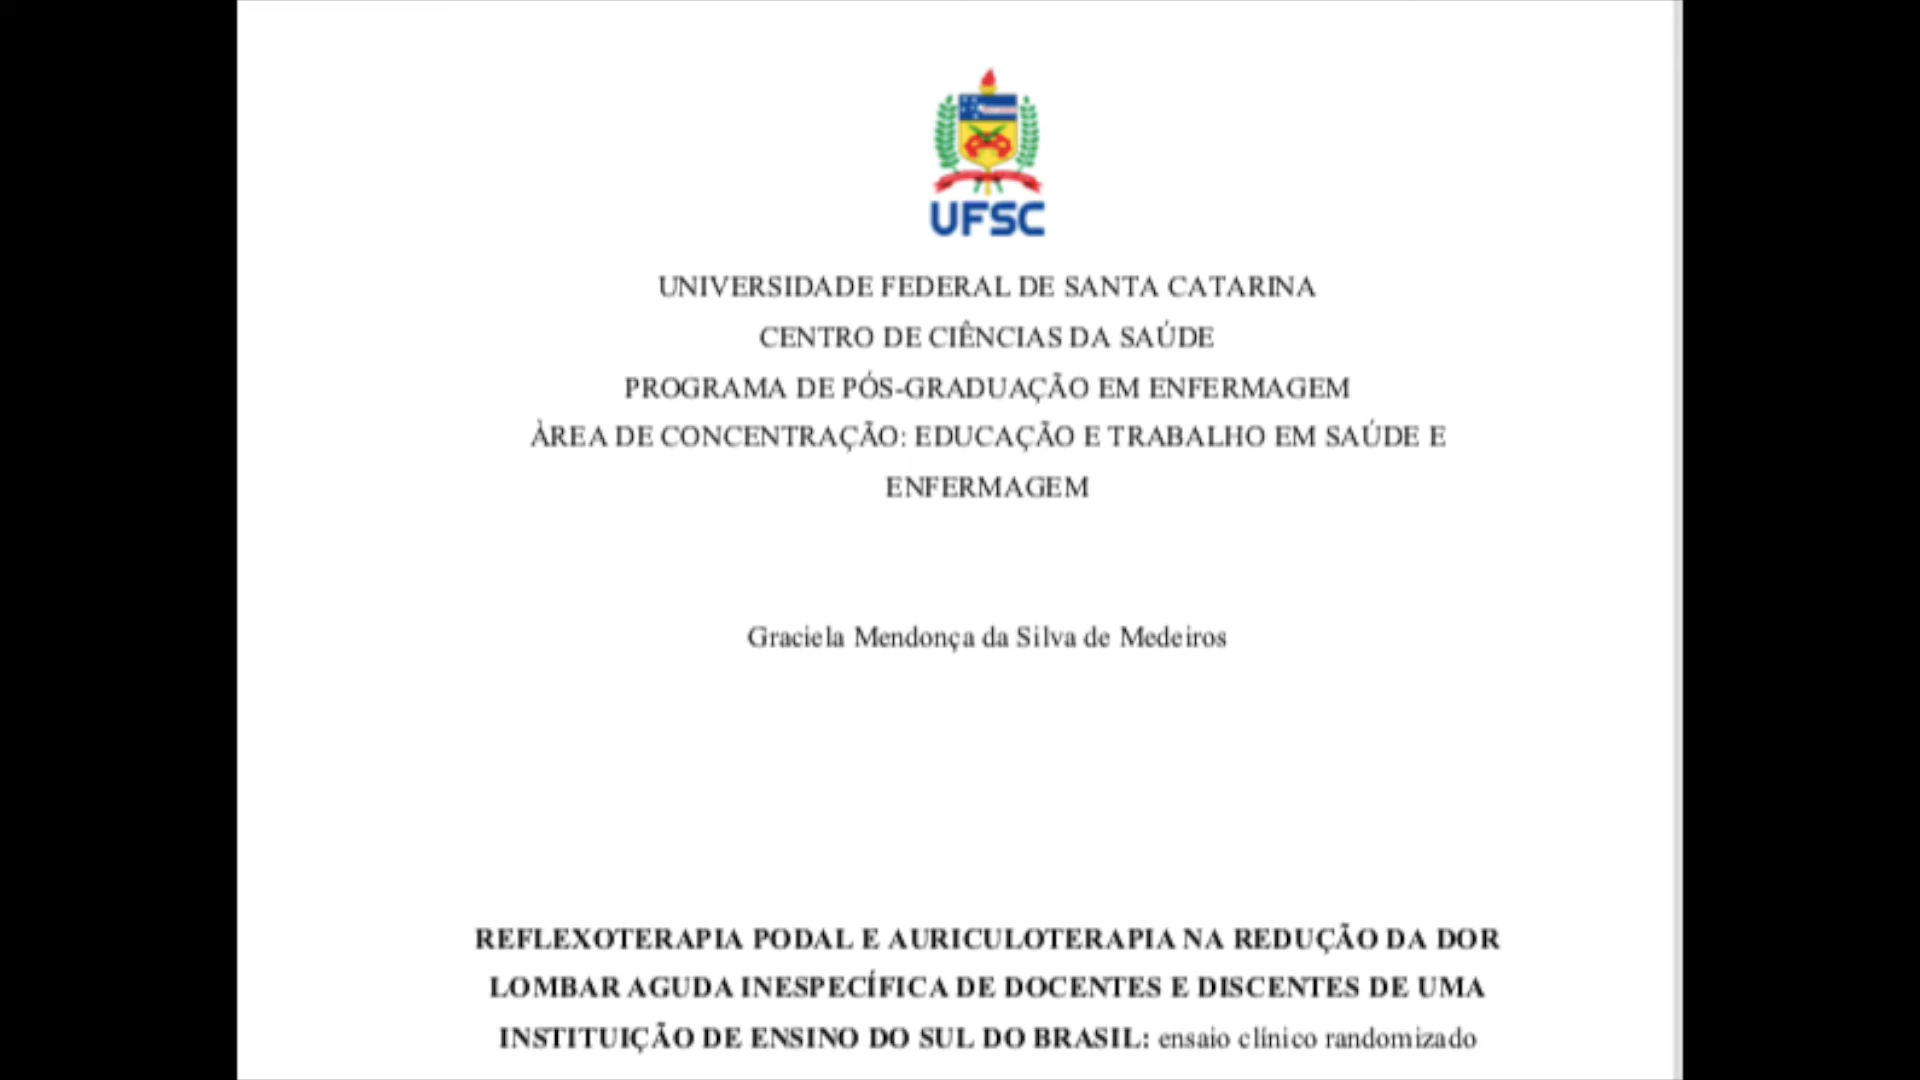 UFSC
UNIVERSIDADE FEDERAL DE SANTA CATARINA
CENTRO DE CIÊNCIAS DA SAÚDE
PROGRAMA DE PÓS-GRADUAÇÃO EM ENFERMAGEM
ÀREA DE CONCENTRAÇÃO: EDUCAÇÃO E TRABALHO EM SAÚDE E
ENFERMAGEM
Graciela Mendonça da Silva de Medeiros
REFLEXOTERAPIA PODAL E AURICULOTERAPIA NA REDUÇÃO DA DOR
LOMBAR AGUDA INESPECÍFICA DE DOCENTES E DISCENTES DE UMA
INSTITUIÇÃO DE ENSINO DO SUL DO BRASIL: ensaio clínico randomizado